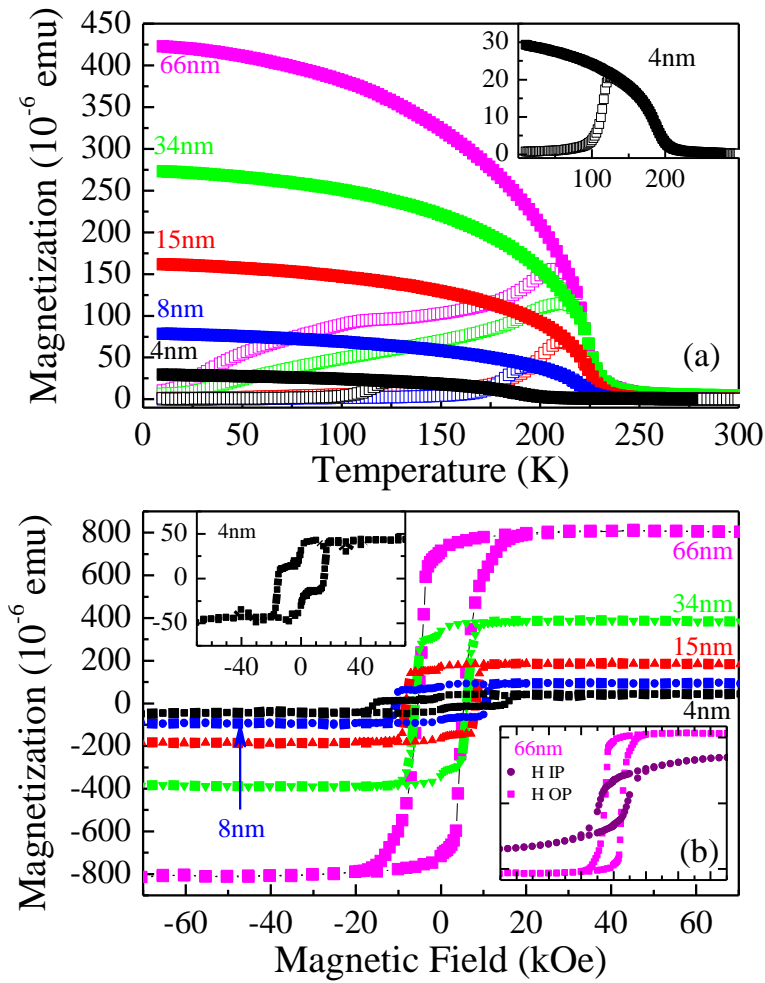 450
400
350
300
250
200
150
100
50
0
Magnetization (10⁻⁶ emu)
66nm
34nm
15nm
8nm
4nm
30
20
10
0
4nm
100 200
(a)
0 50 100 150 200 250 300
Temperature (K)
800
600
400
200
0
-200
-400
-600
-800
Magnetization (10⁻⁶ emu)
50
0
-50
4nm
-40 0 40
66nm
34nm
15nm
4nm
8nm
66nm
H IP
H OP
(b)
-60 -40 -20 0 20 40 60
Magnetic Field (kOe)